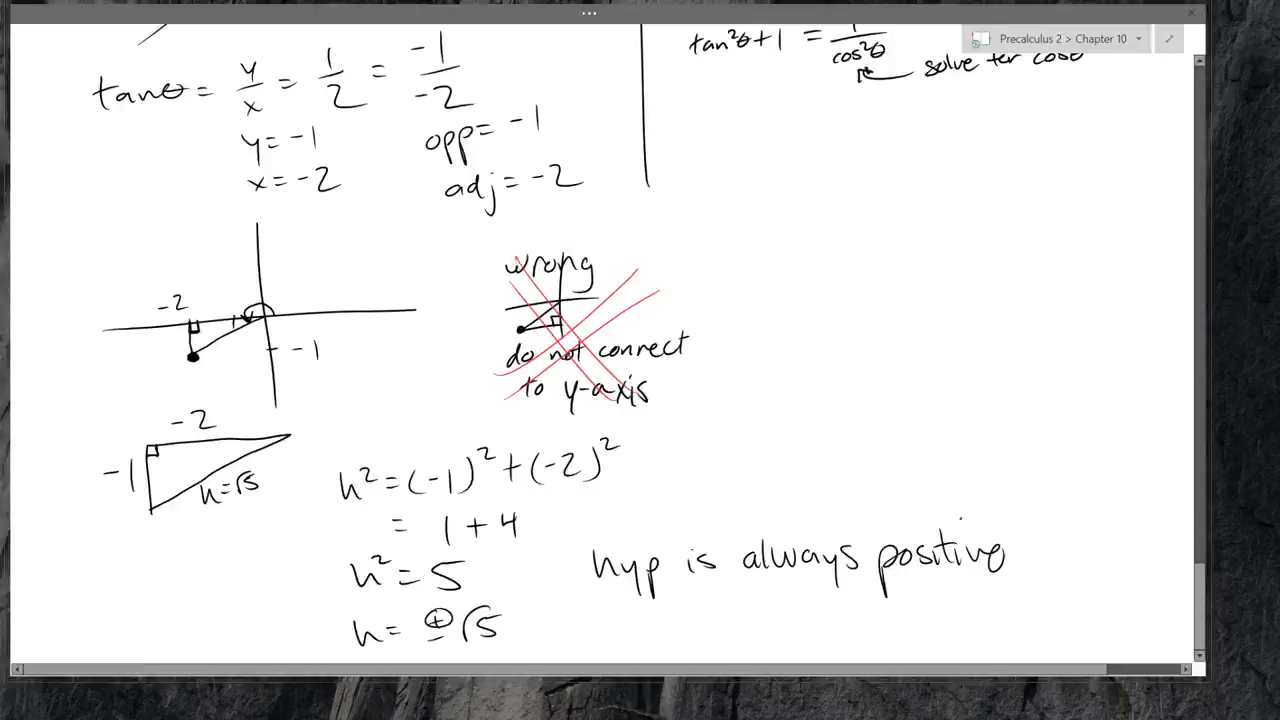 Precalculus 2 > Chapter 10
tan²θ+1 = 1/cos²θ
solve for cosθ
tanθ = y/x = 1/2 = -1/-2
y = -1
x = -2
opp = -1
adj = -2
-2
-1
wrong
do not connect
to y-axis
-2
-1
h=√5
h² = (-1)² + (-2)²
= 1 + 4
h² = 5
h = ±√5
hyp is always positive